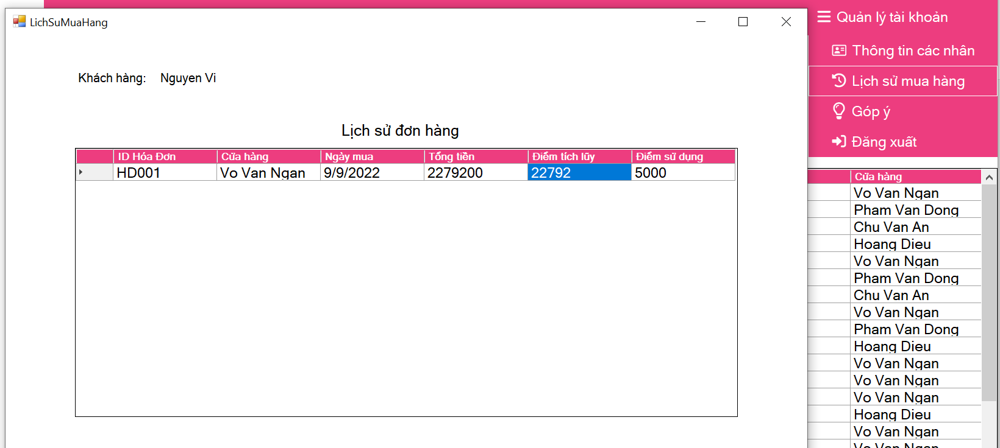 LichSuMuaHang
Khách hàng: Nguyen Vi
Lịch sử đơn hàng
ID Hóa Đơn Cửa hàng Ngày mua Tổng tiền Điểm tích lũy Điểm sử dụng
HD001 Vo Van Ngan 9/9/2022 2279200 22792 5000
Quản lý tài khoản
Thông tin các nhân
Lịch sử mua hàng
Góp ý
Đăng xuất
Cửa hàng
Vo Van Ngan
Pham Van Dong
Chu Van An
Hoang Dieu
Vo Van Ngan
Pham Van Dong
Chu Van An
Vo Van Ngan
Pham Van Dong
Hoang Dieu
Vo Van Ngan
Vo Van Ngan
Vo Van Ngan
Hoang Dieu
Vo Van Ngan
Vo Van Ngan